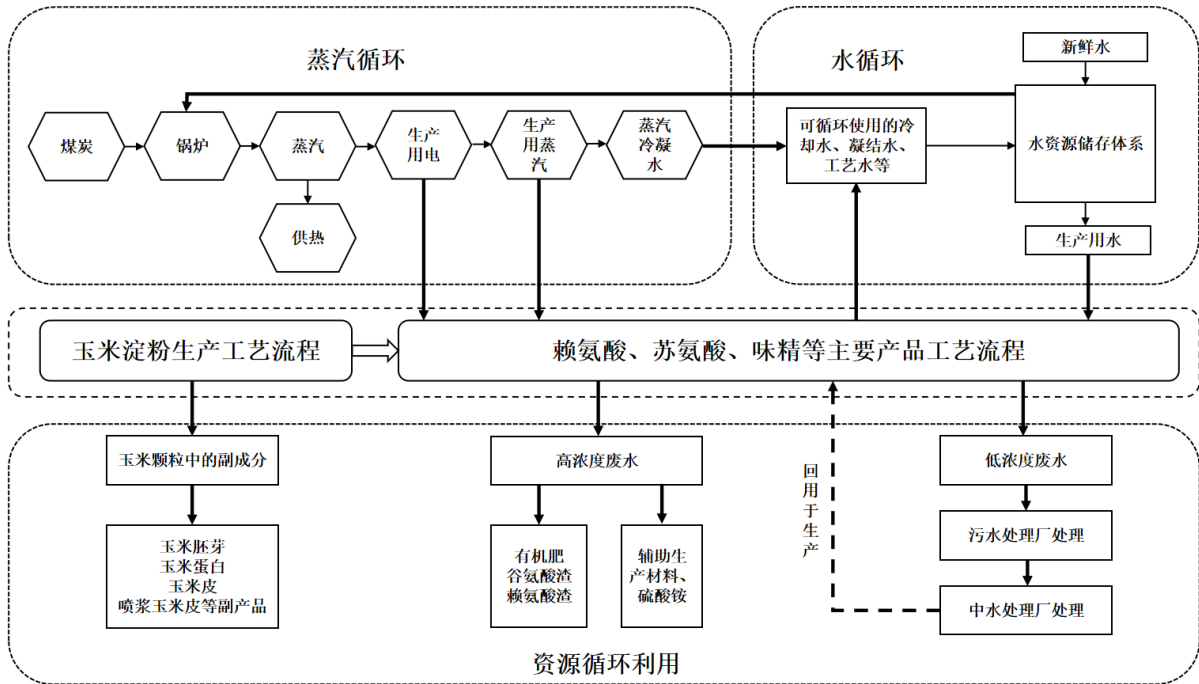 蒸汽循环
水循环
新鲜水
煤炭
锅炉
蒸汽
生产
用电
生产
用蒸
汽
蒸汽
冷凝
水
可循环使用的冷
却水、凝结水、
工艺水等
水资源储存体系
供热
生产用水
玉米淀粉生产工艺流程
赖氨酸、苏氨酸、味精等主要产品工艺流程
玉米颗粒中的副成分
高浓度废水
低浓度废水
回用于生产
玉米胚芽
玉米蛋白
玉米皮
喷浆玉米皮等副产品
有机肥
谷氨酸渣
赖氨酸渣
辅助生
产材料、
硫酸铵
污水处理厂处理
中水处理厂处理
资源循环利用